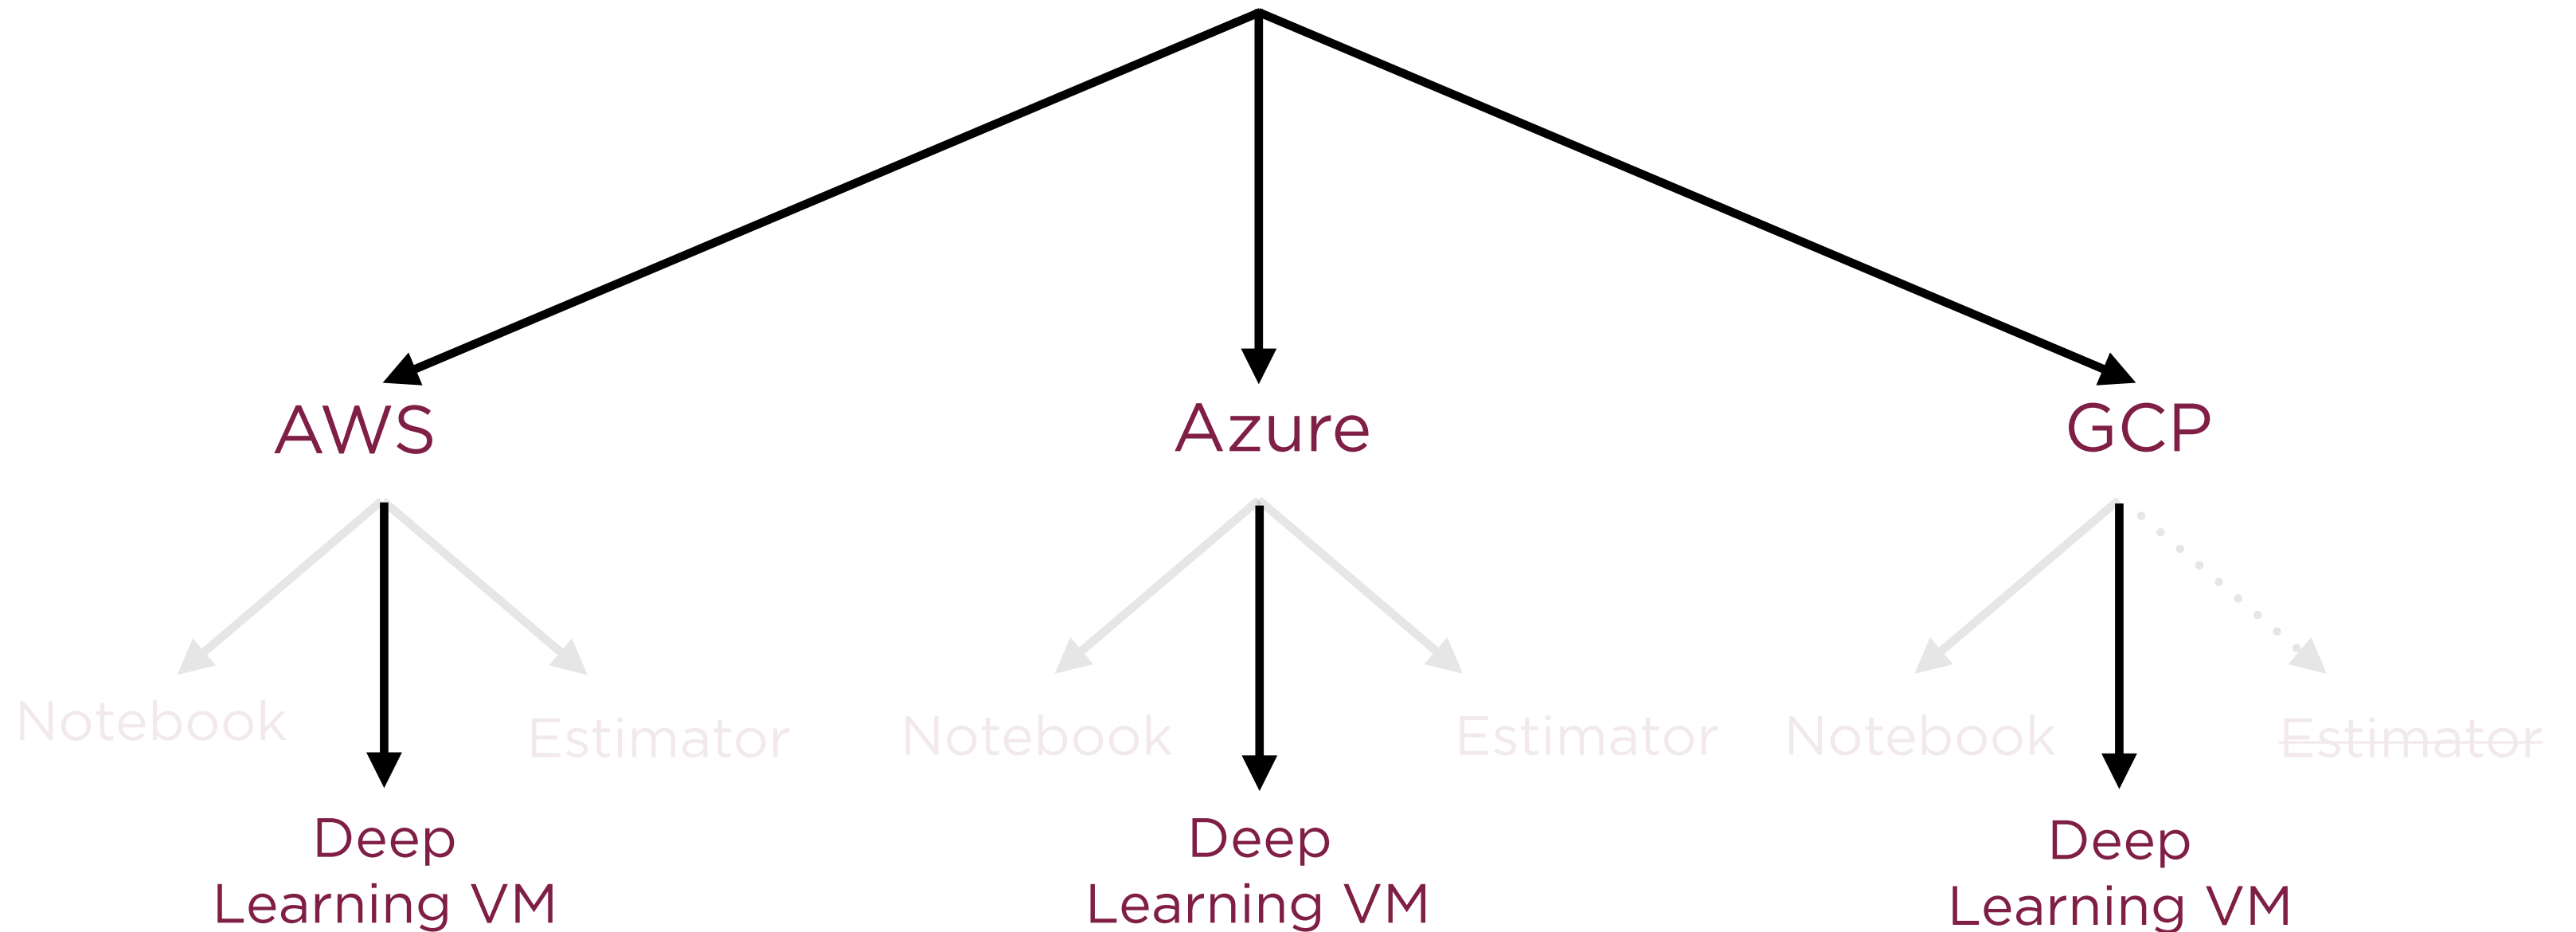 AWS
Azure
GCP
Notebook
Estimator
Notebook
Estimator
Notebook
Estimator
Deep
Learning VM
Deep
Learning VM
Deep
Learning VM